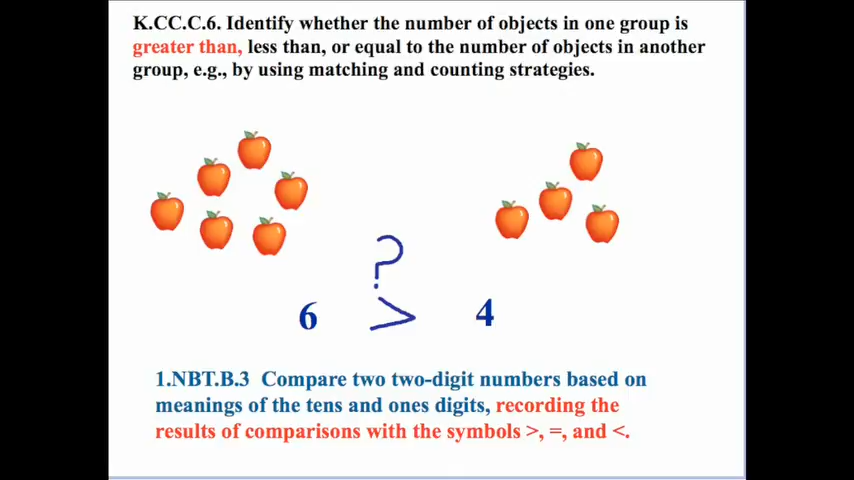 K.CC.C.6. Identify whether the number of objects in one group is
greater than, less than, or equal to the number of objects in another
group, e.g., by using matching and counting strategies.
?
6 > 4
1.NBT.B.3 Compare two two-digit numbers based on
meanings of the tens and ones digits, recording the
results of comparisons with the symbols >, =, and <.